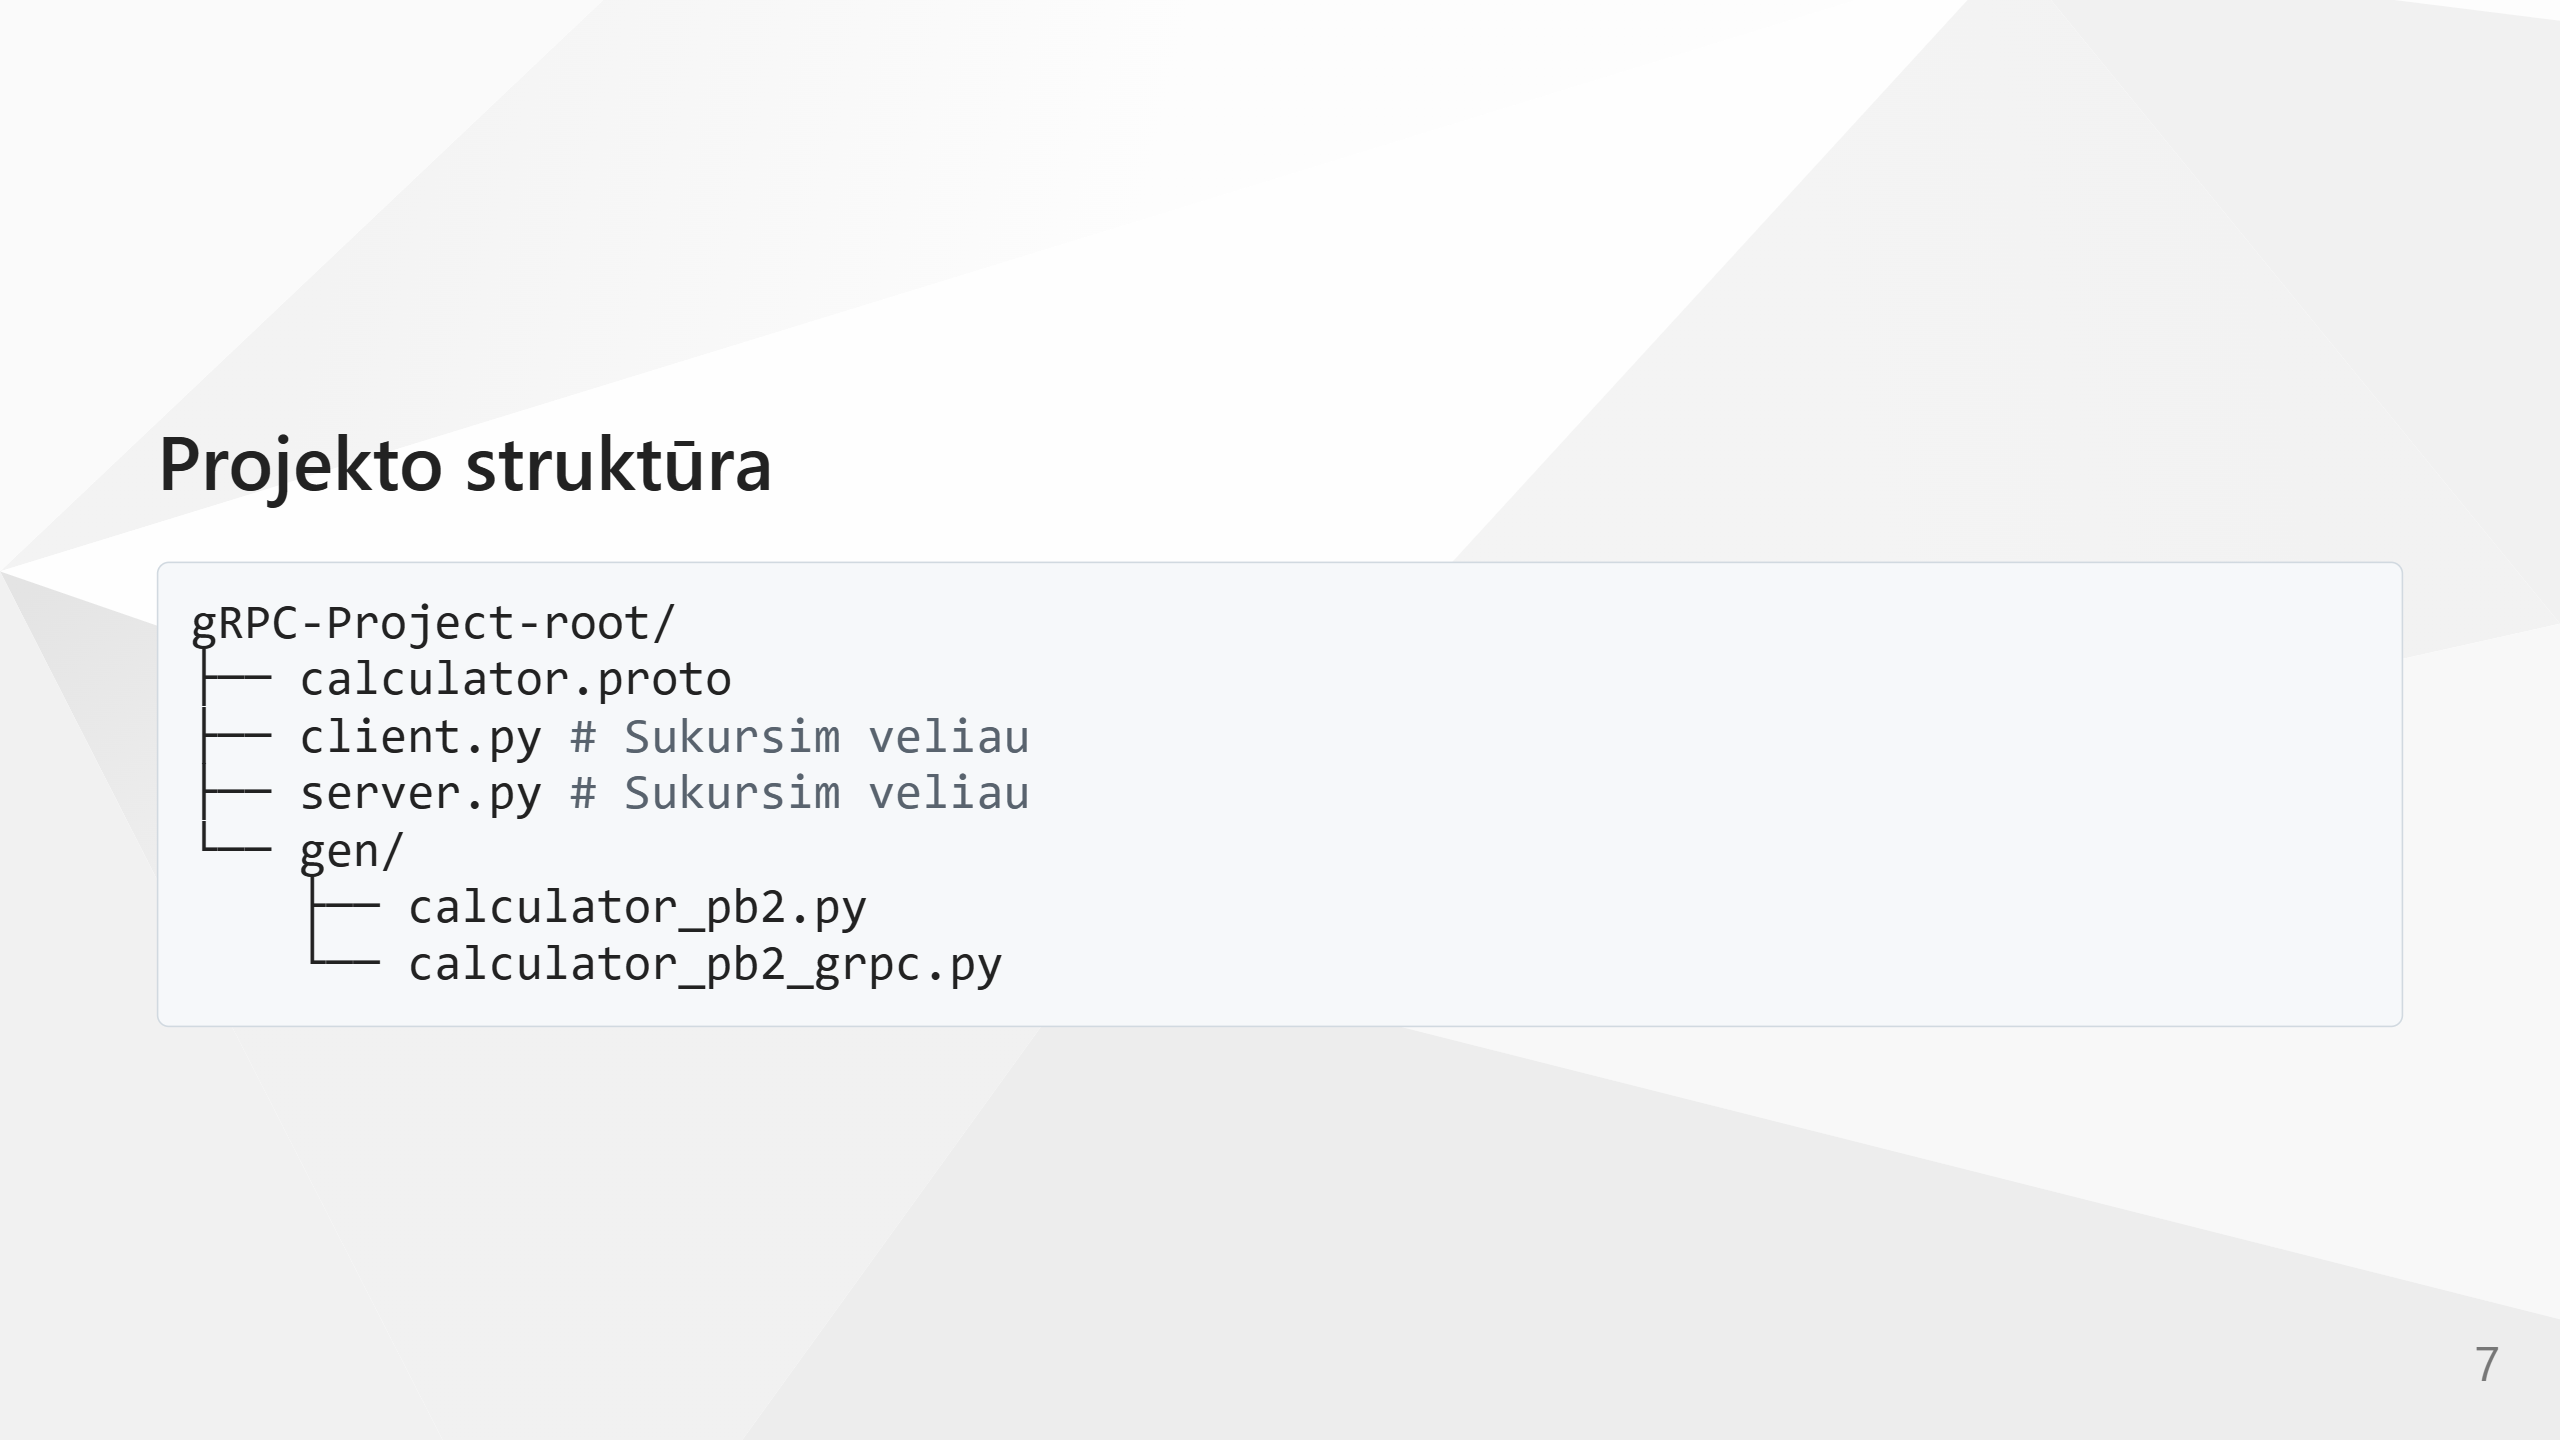 Projekto struktūra
gRPC-Project-root/
├── calculator.proto
├── client.py # Sukursim veliau
├── server.py # Sukursim veliau
└── gen/
    ├── calculator_pb2.py
    └── calculator_pb2_grpc.py
7